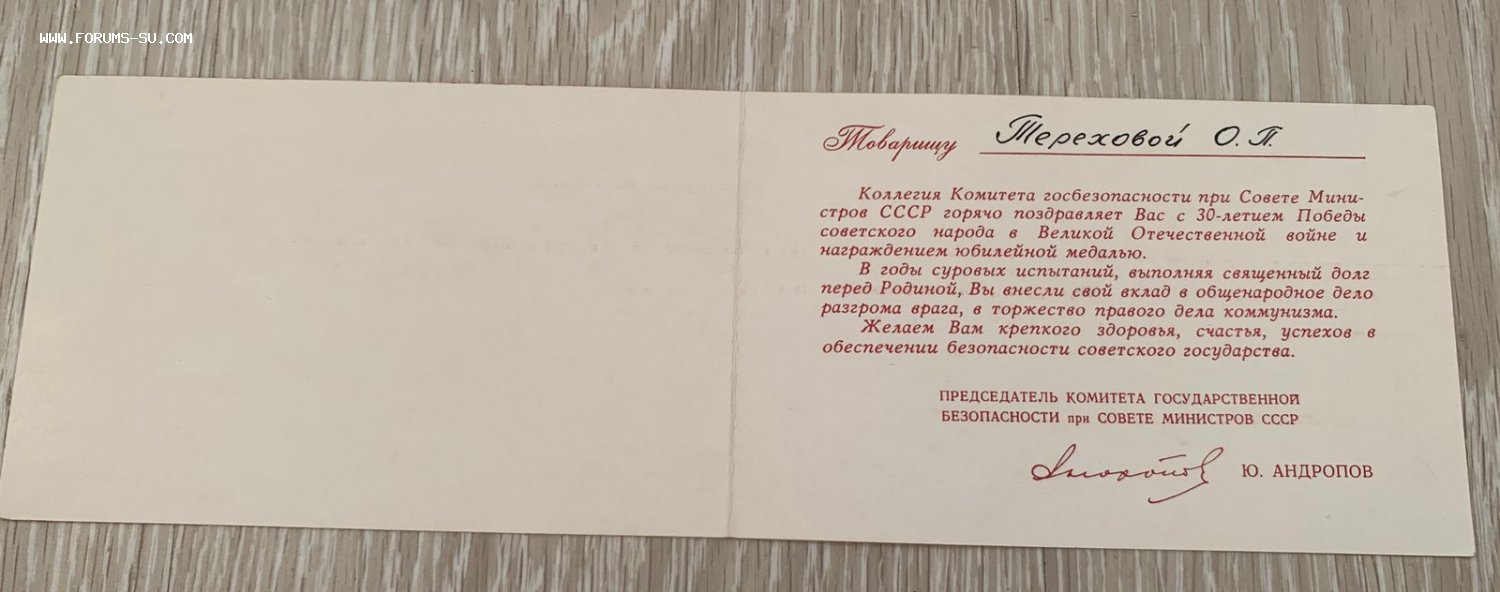 WWW.FORUMS-SU.COM
Товарищу Тереховой О.П.
Коллегия Комитета госбезопасности при Совете Мини-
стров СССР горячо поздравляет Вас с 30-летием Победы
советского народа в Великой Отечественной войне и
награждением юбилейной медалью.
В годы суровых испытаний, выполняя священный долг
перед Родиной, Вы внесли свой вклад в общенародное дело
разгрома врага, в торжество правого дела коммунизма.
Желаем Вам крепкого здоровья, счастья, успехов в
обеспечении безопасности советского государства.
ПРЕДСЕДАТЕЛЬ КОМИТЕТА ГОСУДАРСТВЕННОЙ
БЕЗОПАСНОСТИ при СОВЕТЕ МИНИСТРОВ СССР
Андропов Ю. АНДРОПОВ